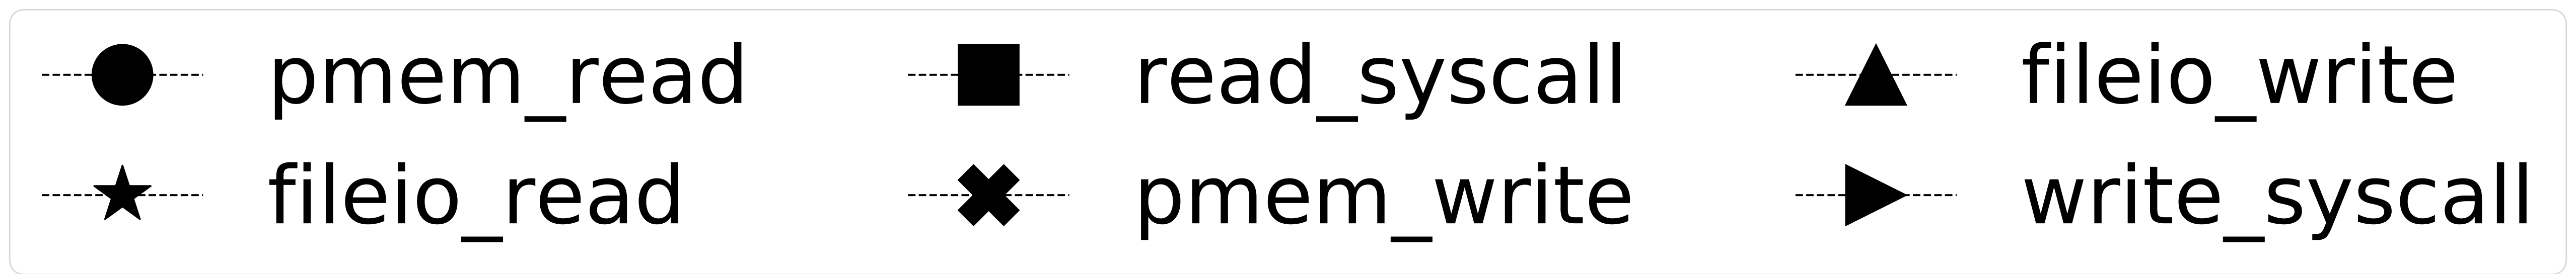 pmem_read read_syscall fileio_write
fileio_read pmem_write write_syscall